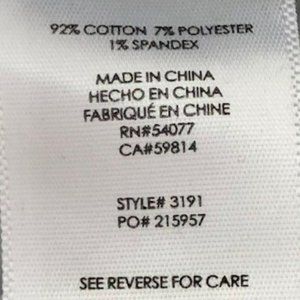 92% COTTON 7% POLYESTER
1% SPANDEX
MADE IN CHINA
HECHO EN CHINA
FABRIQUÉ EN CHINE
RN#54077
CA#59814
STYLE# 3191
PO# 215957
SEE REVERSE FOR CARE